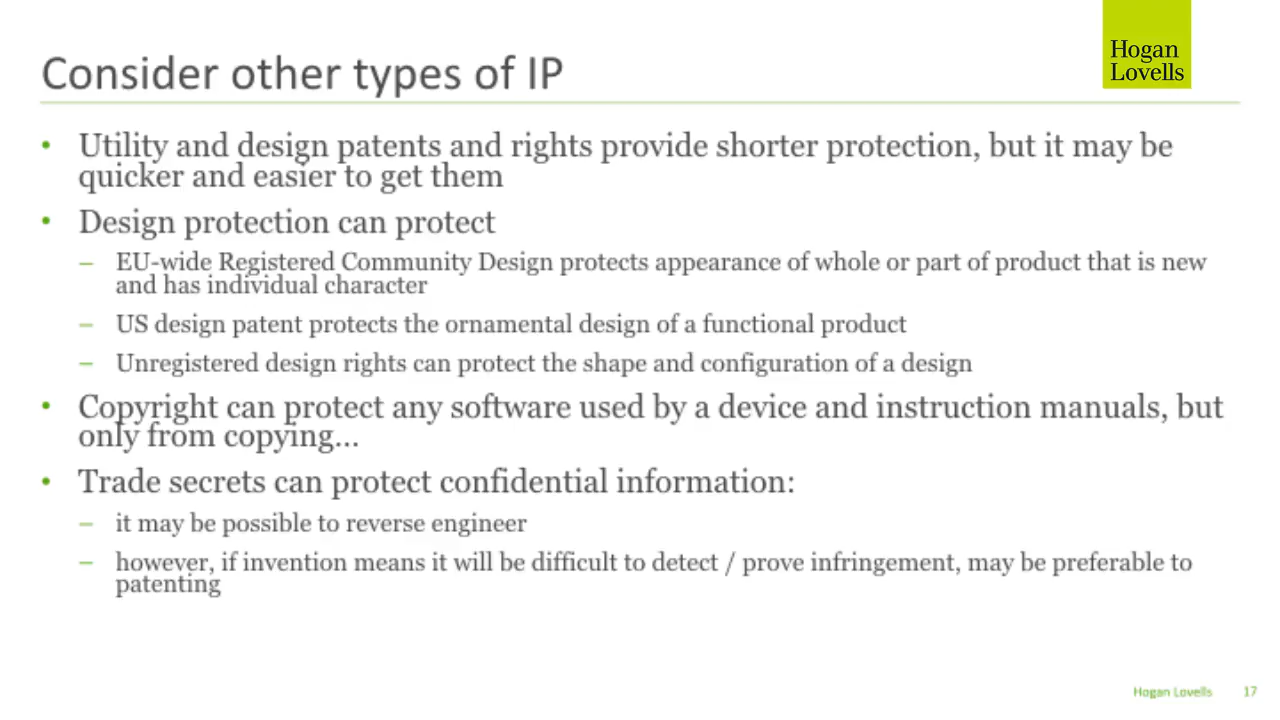 Hogan
Lovells
Consider other types of IP
• Utility and design patents and rights provide shorter protection, but it may be
quicker and easier to get them
• Design protection can protect
– EU-wide Registered Community Design protects appearance of whole or part of product that is new
and has individual character
– US design patent protects the ornamental design of a functional product
– Unregistered design rights can protect the shape and configuration of a design
• Copyright can protect any software used by a device and instruction manuals, but
only from copying...
• Trade secrets can protect confidential information:
– it may be possible to reverse engineer
– however, if invention means it will be difficult to detect / prove infringement, may be preferable to
patenting
Hogan Lovells 17